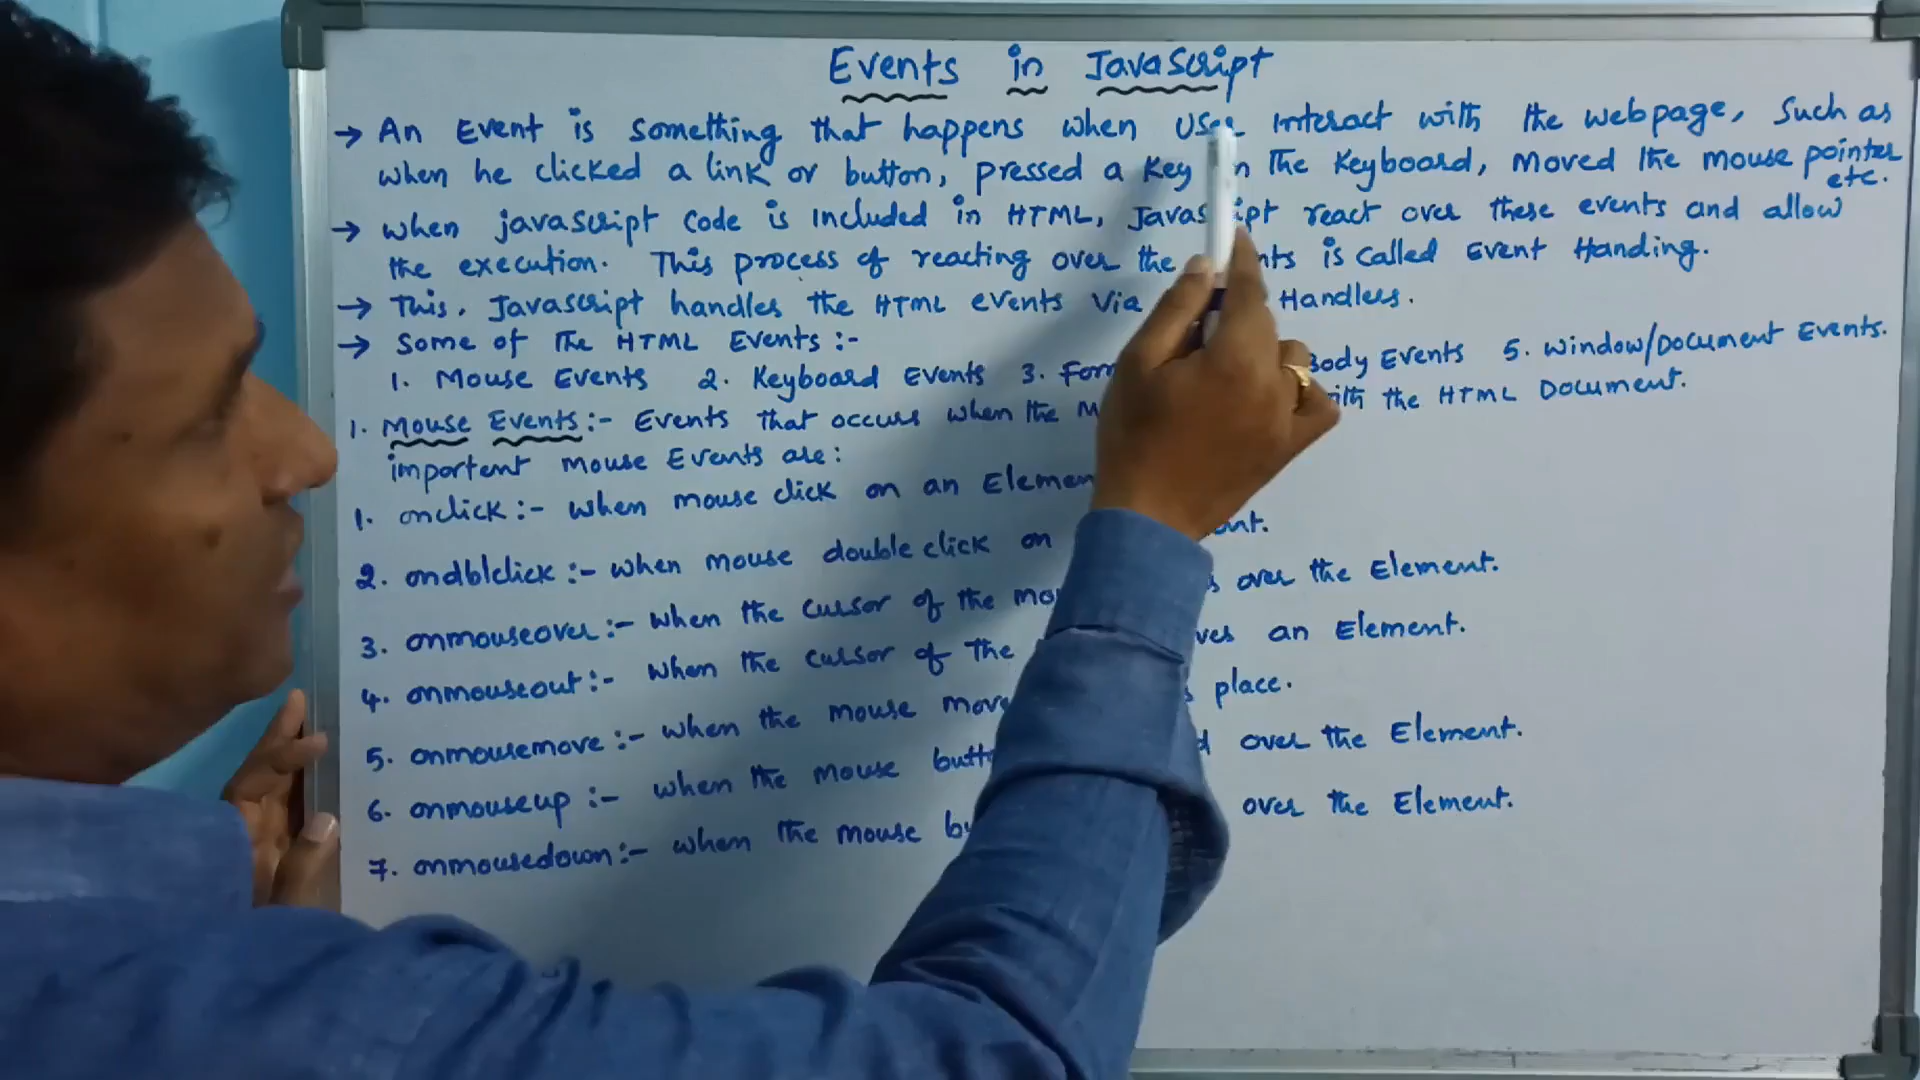 Events in JavaScript
→ An Event is something that happens when user interact with the webpage, such as
when he clicked a link or button, pressed a key on the keyboard, moved the mouse pointer
etc.
→ when javascript code is included in HTML, Javascript react over these events and allow
the execution. This process of reacting over the events is called Event Handing.
→ This, Javascript handles the HTML events via Handlers.
→ Some of the HTML Events :-
1. Mouse Events 2. Keyboard Events 3. Form Body Events 5. Window/Document Events.
1. Mouse Events :- Events that occurs when the with the HTML Document.
importent mouse Events are:
1. onclick :- when mouse click on an Element
2. ondblclick :- when mouse double click on
3. onmouseover :- when the cursor of the over the Element.
4. onmouseout :- when the cursor of the an Element.
5. onmousemove :- when the mouse place.
6. onmouseup :- when the mouse over the Element.
7. onmousedown :- when the mouse over the Element.